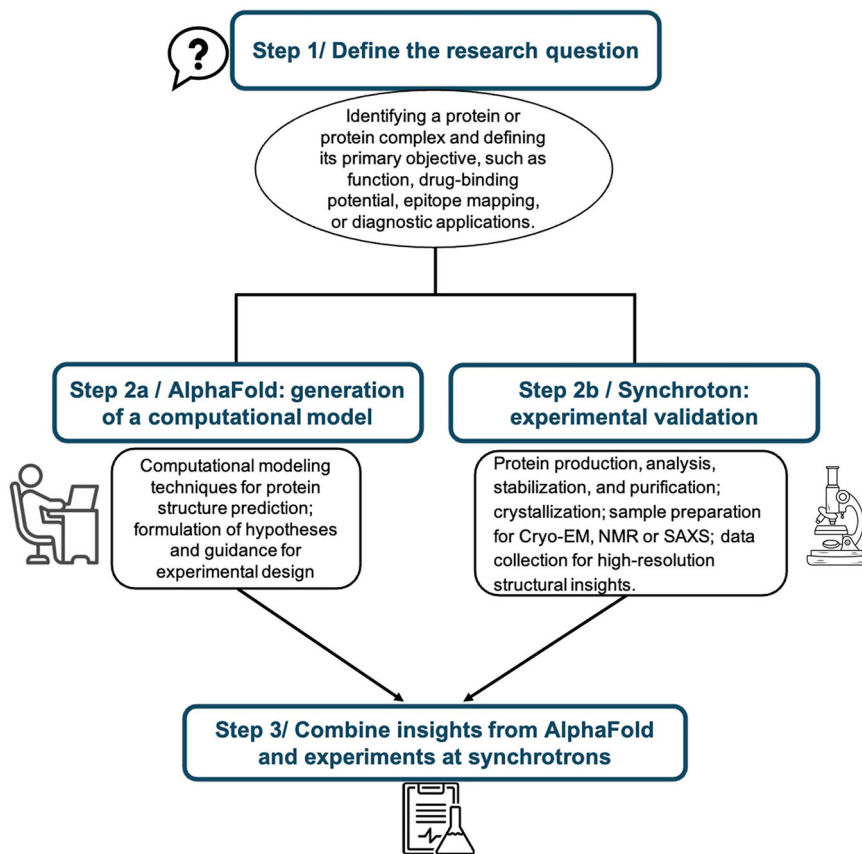 ?
Step 1/ Define the research question
Identifying a protein or
protein complex and defining
its primary objective, such as
function, drug-binding
potential, epitope mapping,
or diagnostic applications.
Step 2a / AlphaFold: generation
of a computational model
Computational modeling
techniques for protein
structure prediction;
formulation of hypotheses
and guidance for
experimental design
Step 2b / Synchroton:
experimental validation
Protein production, analysis,
stabilization, and purification;
crystallization; sample preparation
for Cryo-EM, NMR or SAXS; data
collection for high-resolution
structural insights.
Step 3/ Combine insights from AlphaFold
and experiments at synchrotrons